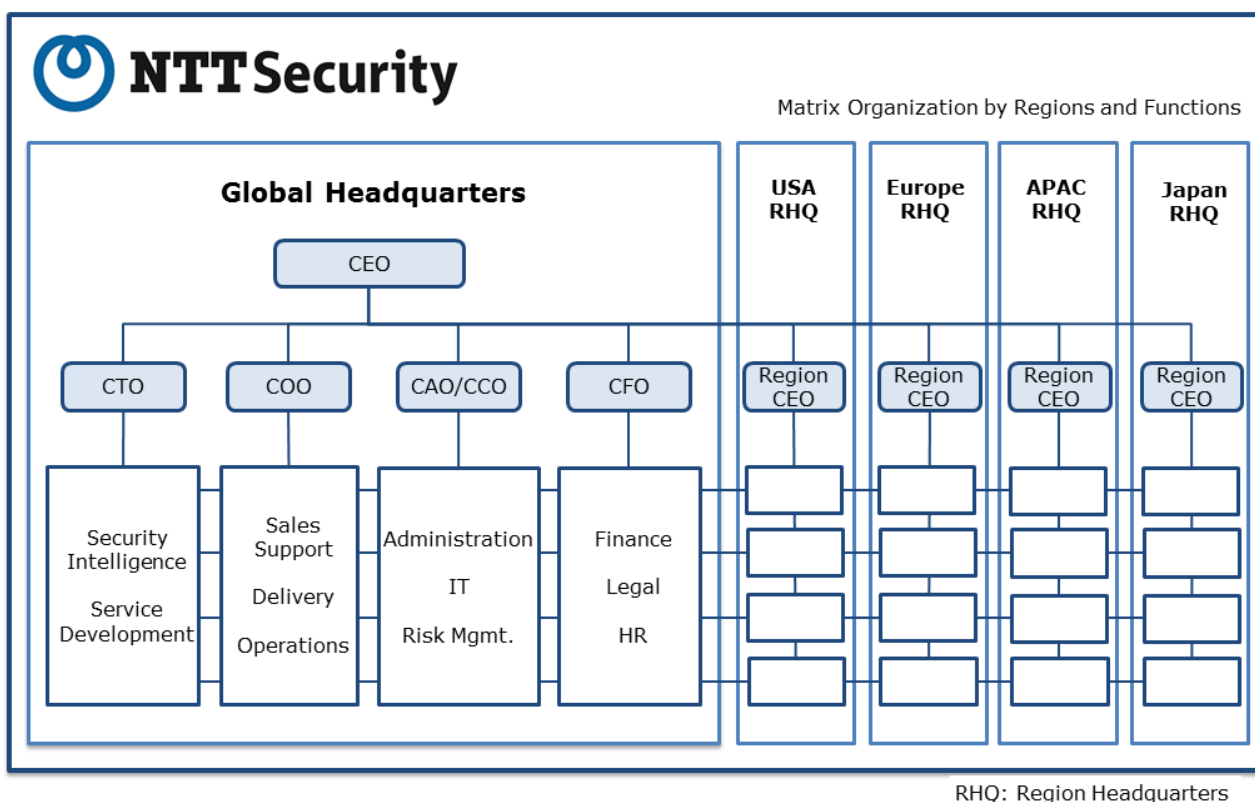 NTT Security
Matrix Organization by Regions and Functions
Global Headquarters
USA
RHQ
Europe
RHQ
APAC
RHQ
Japan
RHQ
CEO
CTO
COO
CAO/CCO
CFO
Region
CEO
Region
CEO
Region
CEO
Region
CEO
Security
Intelligence
Service
Development
Sales
Support
Delivery
Operations
Administration
IT
Risk Mgmt.
Finance
Legal
HR
RHQ: Region Headquarters